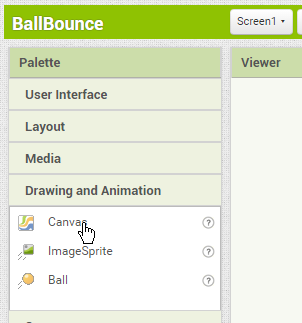 BallBounce
Screen1
Palette
Viewer
User Interface
Layout
Media
Drawing and Animation
Canvas
?
ImageSprite
?
Ball
?